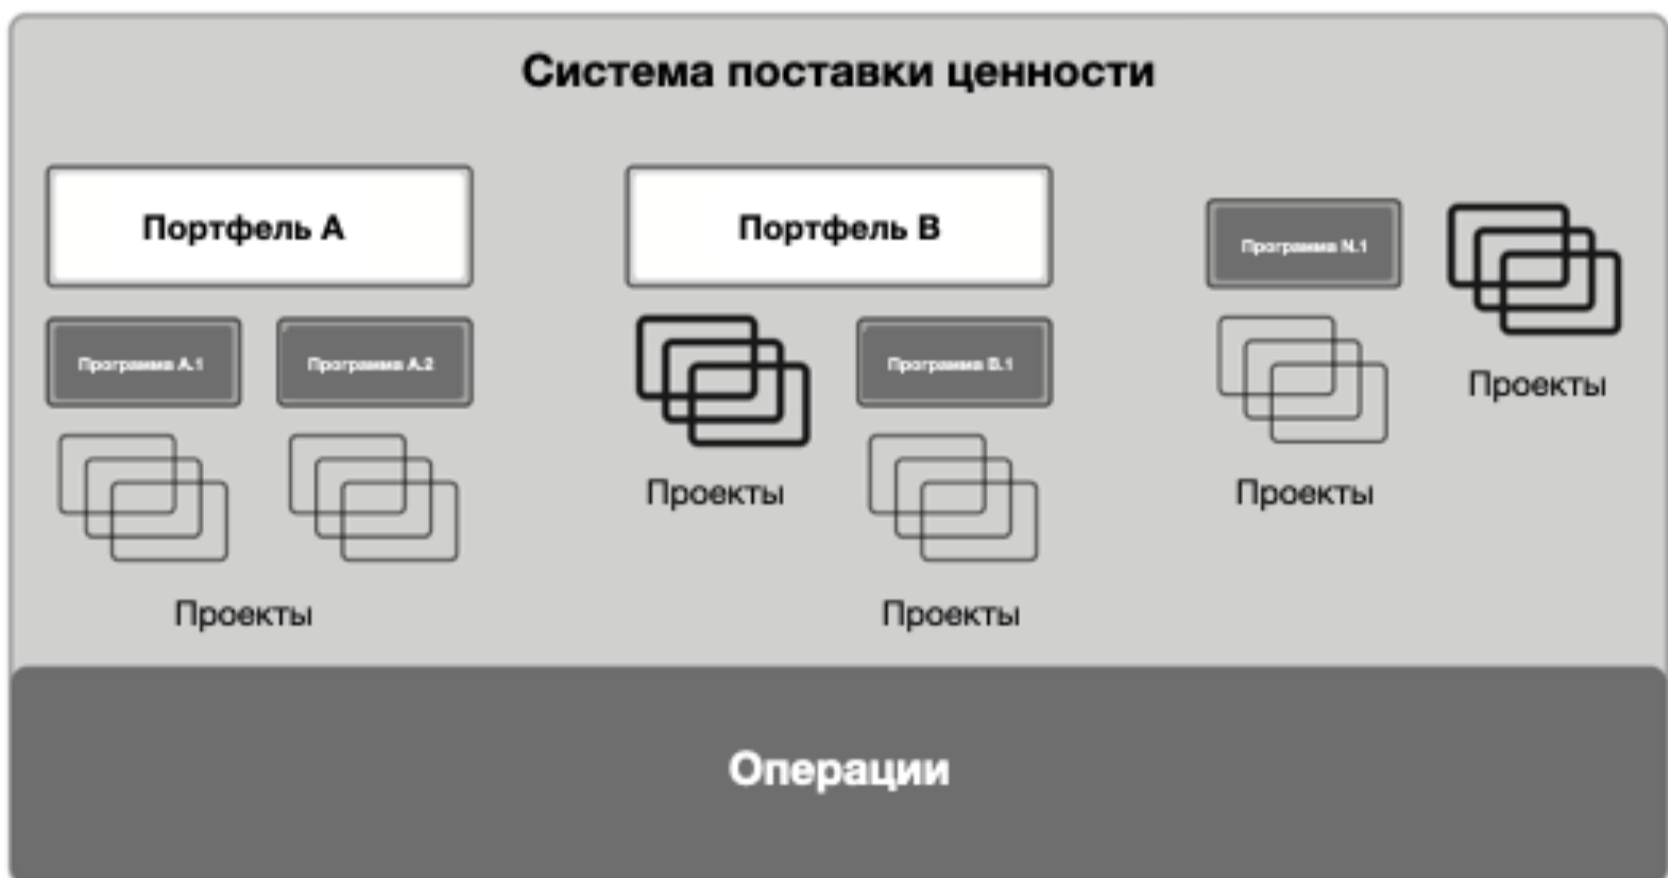 Система поставки ценности
Портфель A
Портфель B
Программа N.1
Программа A.1
Программа A.2
Программа B.1
Проекты
Проекты
Проекты
Проекты
Проекты
Операции